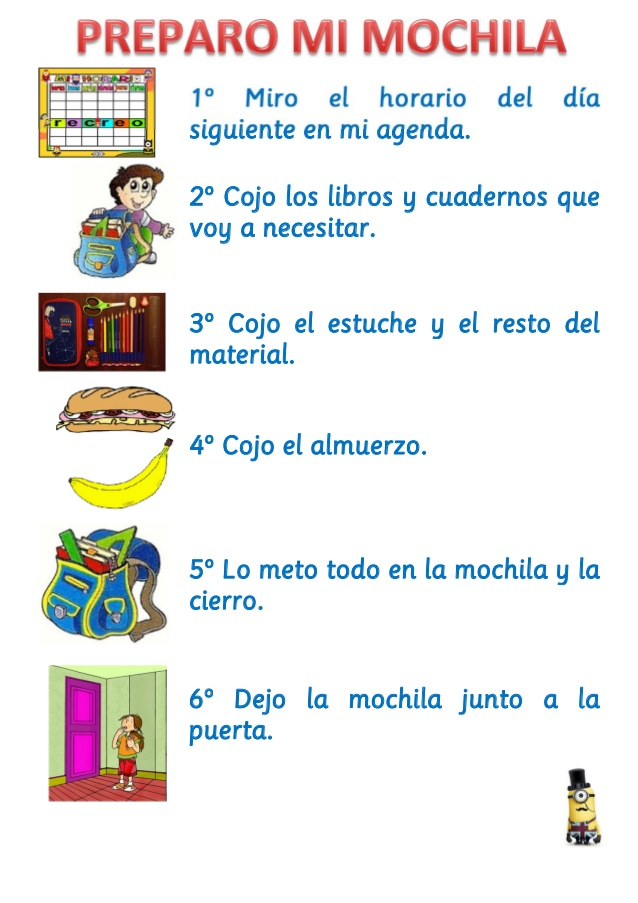 PREPARO MI MOCHILA
recreo
1º Miro el horario del día
siguiente en mi agenda.
2º Cojo los libros y cuadernos que
voy a necesitar.
3º Cojo el estuche y el resto del
material.
4º Cojo el almuerzo.
5º Lo meto todo en la mochila y la
cierro.
6º Dejo la mochila junto a la
puerta.